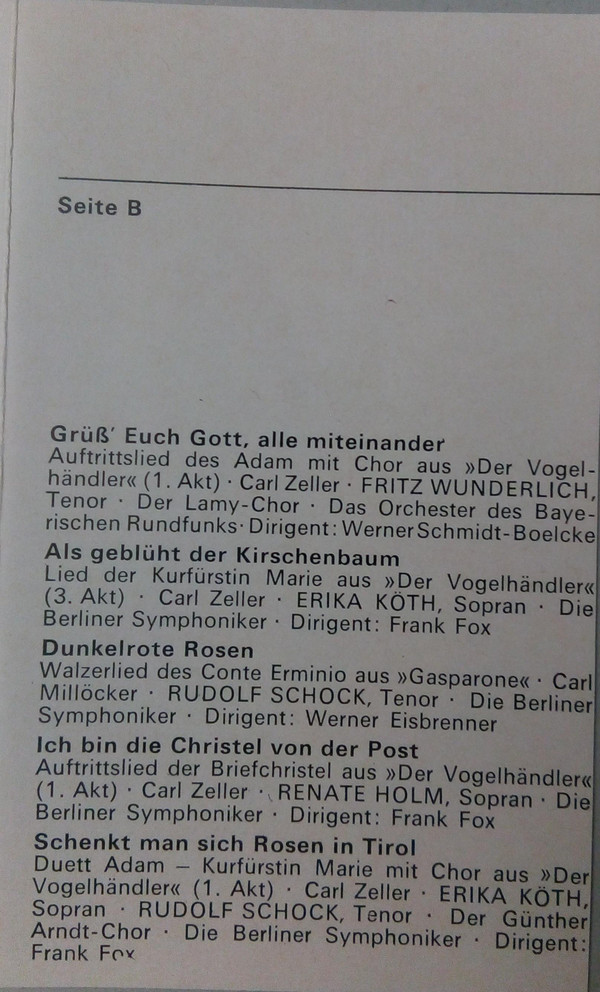 Seite B
Grüß' Euch Gott, alle miteinander
Auftrittslied des Adam mit Chor aus »Der Vogel-
händler« (1. Akt) · Carl Zeller · FRITZ WUNDERLICH,
Tenor · Der Lamy-Chor · Das Orchester des Baye-
rischen Rundfunks · Dirigent: Werner Schmidt-Boelcke
Als geblüht der Kirschenbaum
Lied der Kurfürstin Marie aus »Der Vogelhändler«
(3. Akt) · Carl Zeller · ERIKA KÖTH, Sopran · Die
Berliner Symphoniker · Dirigent: Frank Fox
Dunkelrote Rosen
Walzerlied des Conte Erminio aus »Gasparone« · Carl
Millöcker · RUDOLF SCHOCK, Tenor · Die Berliner
Symphoniker · Dirigent: Werner Eisbrenner
Ich bin die Christel von der Post
Auftrittslied der Briefchristel aus »Der Vogelhändler«
(1. Akt) · Carl Zeller · RENATE HOLM, Sopran · Die
Berliner Symphoniker · Dirigent: Frank Fox
Schenkt man sich Rosen in Tirol
Duett Adam – Kurfürstin Marie mit Chor aus »Der
Vogelhändler« (1. Akt) · Carl Zeller · ERIKA KÖTH,
Sopran · RUDOLF SCHOCK, Tenor · Der Günther
Arndt-Chor · Die Berliner Symphoniker · Dirigent:
Frank Fox